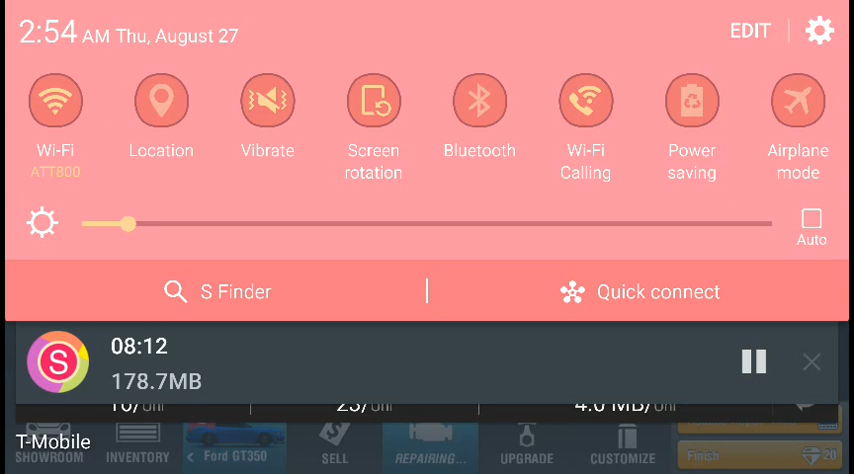 2:54 AM Thu, August 27 EDIT
Wi-Fi Location Vibrate Screen rotation Bluetooth Wi-Fi Calling Power saving Airplane mode
ATT800
Auto
S Finder Quick connect
S 08:12
178.7MB
T-Mobile
SHOWROOM INVENTORY Ford GT350 SELL REPAIRING... UPGRADE CUSTOMIZE Finish 20